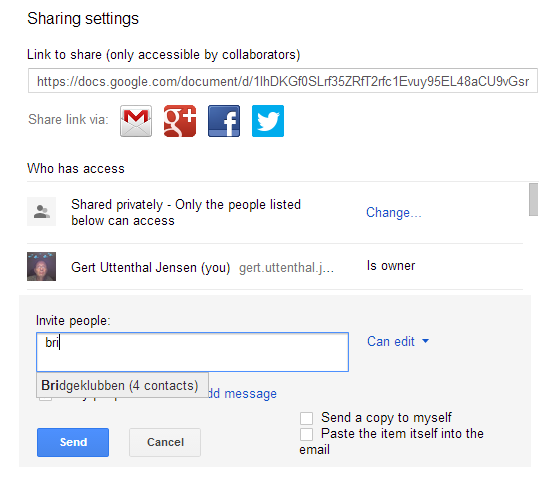 Sharing settings
Link to share (only accessible by collaborators)
https://docs.google.com/document/d/1lhDKGf0SLrf35ZRfT2rfc1Evuy95EL48aCU9vGsr
Share link via:
Who has access
Shared privately - Only the people listed
below can access
Change...
Gert Uttenthal Jensen (you) gert.uttenthal.j... Is owner
Invite people:
bri
Can edit
Bridgeklubben (4 contacts)
message
Send a copy to myself
Paste the item itself into the
email
Send
Cancel